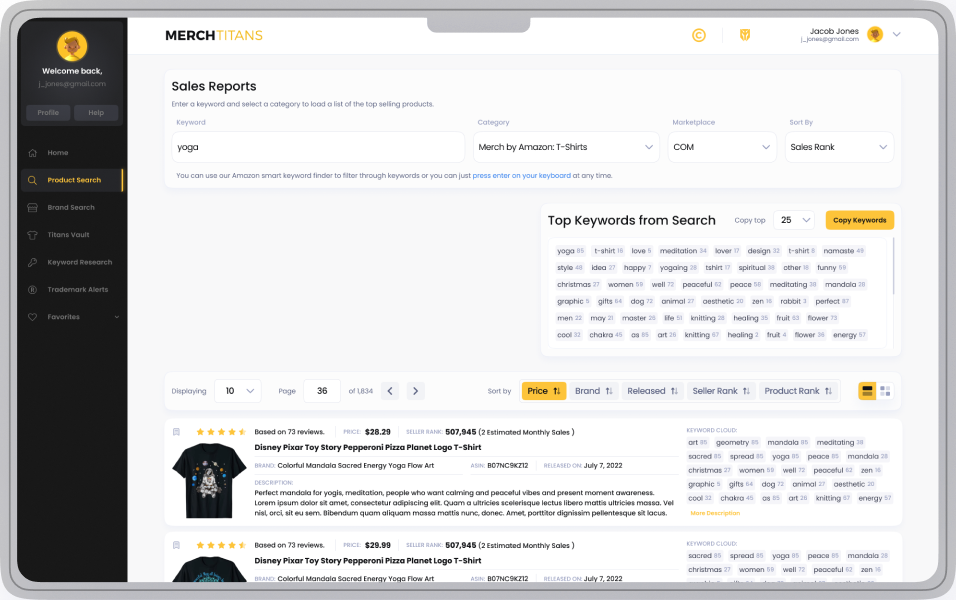 MERCHTITANS
Jacob Jones
j_jones@gmail.com
Welcome back,
j_jones@gmail.com
Profile Help
Home
Product Search
Brand Search
Titans Vault
Keyword Research
Trademark Alerts
Favorites
Sales Reports
Enter a keyword and select a category to load a list of the top selling products.
Keyword Category Marketplace Sort By
yoga Merch by Amazon: T-Shirts COM Sales Rank
You can use our Amazon smart keyword finder to filter through keywords or you can just press enter on your keyboard at any time.
Top Keywords from Search Copy top 25 Copy Keywords
yoga 85 t-shirt 16 love 5 meditation 34 lover 17 design 32 t-shirt 8 namaste 49
style 48 idea 27 happy 7 yogaing 28 tshirt 17 spiritual 38 other 18 funny 59
christmas 27 women 59 well 72 peaceful 62 peace 58 meditating 38 mandala 28
graphic 5 gifts 64 dog 72 animal 27 aesthetic 20 zen 16 rabbit 3 perfect 87
men 22 may 21 master 26 life 51 knitting 28 healing 35 fruit 63 flower 73
cool 32 chakra 45 as 85 art 26 knitting 67 healing 2 fruit 4 flower 36 energy 57
Displaying 10 Page 36 of 1,834 Sort by Price Brand Released Seller Rank Product Rank
Based on 73 reviews. PRICE: $28.29 SELLER RANK: 507,945 (2 Estimated Monthly Sales )
Disney Pixar Toy Story Pepperoni Pizza Planet Logo T-Shirt
BRAND: Colorful Mandala Sacred Energy Yoga Flow Art ASIN: B07NC9KZ12 RELEASED ON: July 7, 2022
DESCRIPTION:
Perfect mandala for yogis, meditation, people who want calming and peaceful vibes and present moment awareness.
Lorem ipsum dolor sit amet, consectetur adipiscing elit. Quam a ultricies scelerisque lectus libero mattis ultricies massa. Vel
nisl, orci, sit eu sem. Bibendum quam aliquam massa mattis nunc, donec. Amet, porttitor dignissim pellentesque sit lacus.
KEYWORD CLOUD:
art 85 geometry 85 mandala 85 meditating 38
sacred 85 spread 85 yoga 85 peace 85 mandala 28
christmas 27 women 59 well 72 peaceful 62 zen 16
graphic 5 gifts 64 dog 72 animal 27 aesthetic 20
cool 32 chakra 45 as 85 art 26 knitting 67 energy 57
More Description
Based on 73 reviews. PRICE: $29.99 SELLER RANK: 507,945 (2 Estimated Monthly Sales )
Disney Pixar Toy Story Pepperoni Pizza Planet Logo T-Shirt
BRAND: Colorful Mandala Sacred Energy Yoga Flow Art ASIN: B07NC9KZ12 RELEASED ON: July 7, 2022
KEYWORD CLOUD:
sacred 85 spread 85 yoga 85 peace 85 mandala 28
christmas 27 women 59 well 72 peaceful 62 zen 16